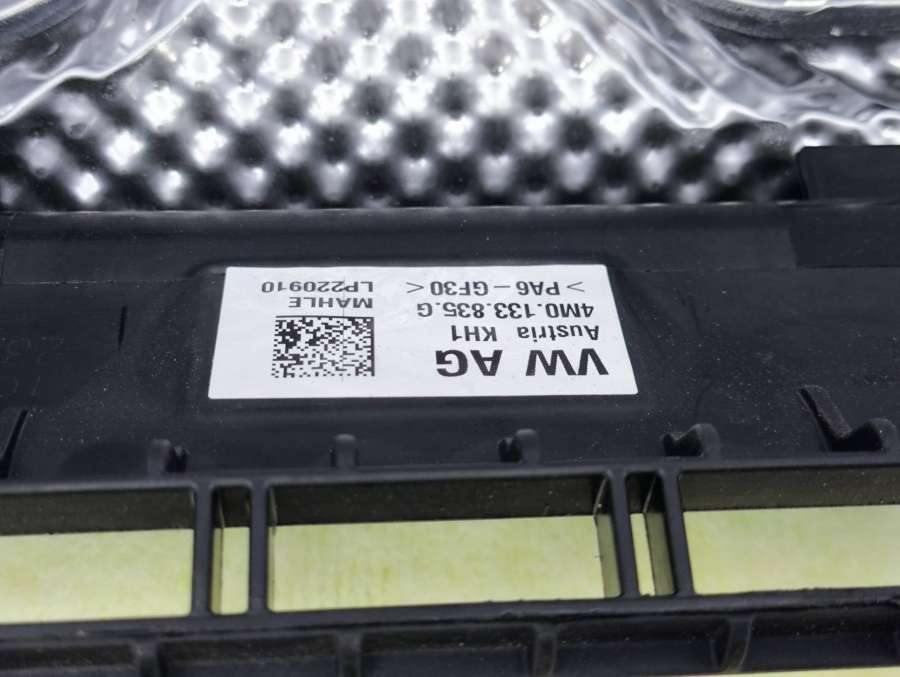 VW AG
Austria KH1
4M0.133.835.G
> PA6-GF30 <
MAHLE
LP220910